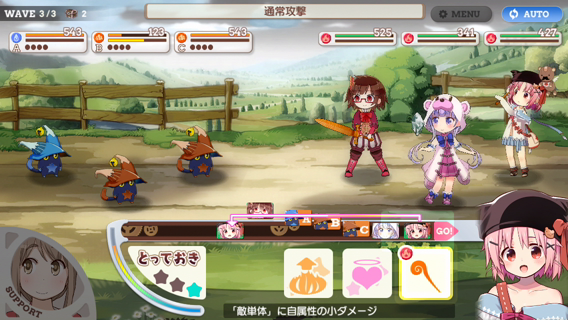 WAVE 3/3 2
通常攻撃
MENU
AUTO
A 543
B 123
C 543
525
341
427
A
B
C
GO!
とっておき
SUPPORT
「敵単体」に自属性の小ダメージ